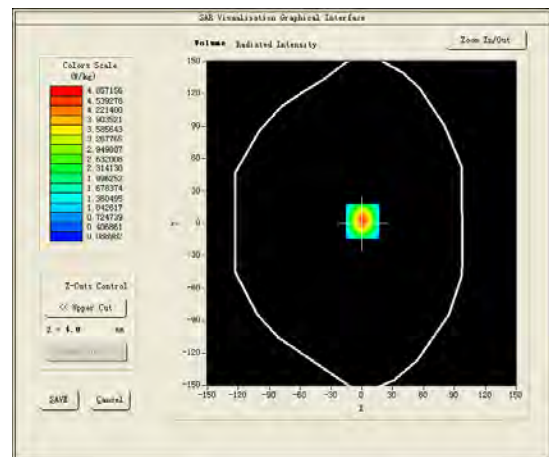 SAR Visualisation Graphical Interface
Volume Radiated Intensity
Zoom In/Out
Colors Scale
(W/kg)
4.857156
4.539278
4.221400
3.903521
3.585643
3.267765
2.949887
2.632008
2.314130
1.996252
1.678374
1.360495
1.042617
0.724739
0.406861
0.088982
150
120
90
60
30
0
-30
-60
-90
-120
-150
Y
-150 -120 -90 -60 -30 0 30 60 90 120 150
X
Z-Cuts Control
<< Upper Cut
Z = 4.0 mm
SAVE
Cancel